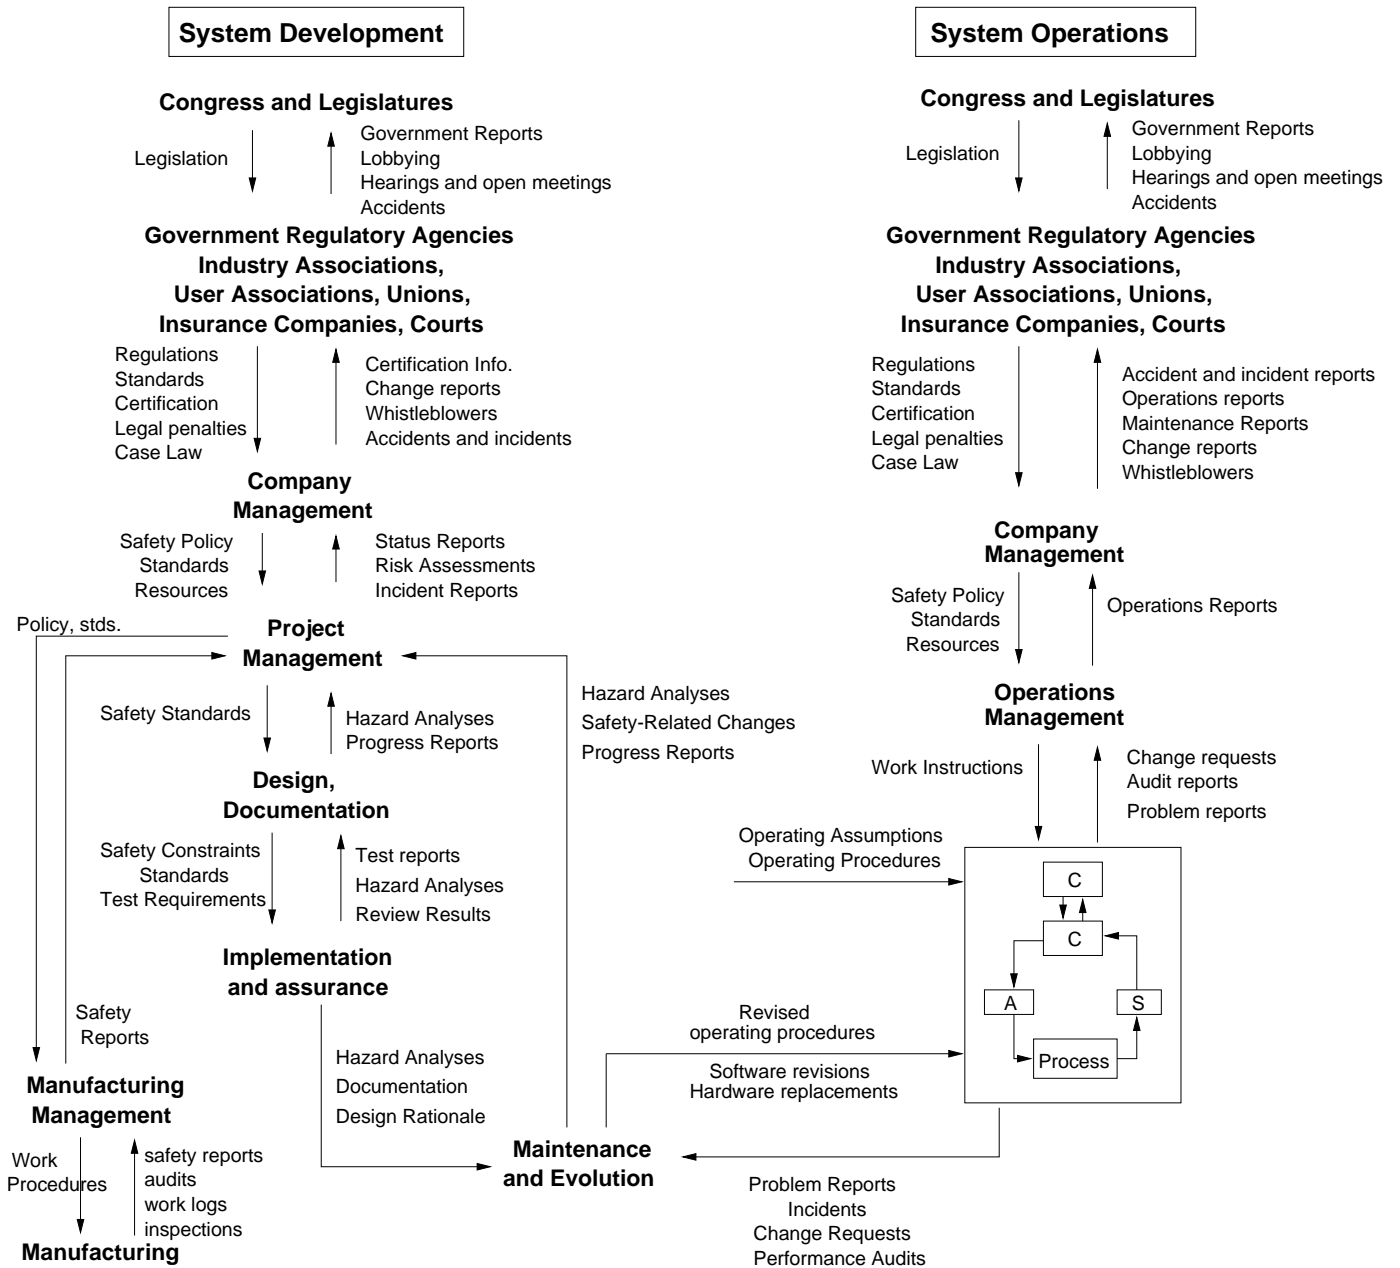 System Development
Congress and Legislatures
Legislation
Government Reports
Lobbying
Hearings and open meetings
Accidents
Government Regulatory Agencies
Industry Associations,
User Associations, Unions,
Insurance Companies, Courts
Regulations
Standards
Certification
Legal penalties
Case Law
Certification Info.
Change reports
Whistleblowers
Accidents and incidents
Company
Management
Safety Policy
Standards
Resources
Status Reports
Risk Assessments
Incident Reports
Policy, stds.
Project
Management
Safety Standards
Hazard Analyses
Progress Reports
Hazard Analyses
Safety-Related Changes
Progress Reports
Design,
Documentation
Safety Constraints
Standards
Test Requirements
Test reports
Hazard Analyses
Review Results
Implementation
and assurance
Safety
Reports
Hazard Analyses
Documentation
Design Rationale
Manufacturing
Management
Work
Procedures
safety reports
audits
work logs
inspections
Manufacturing
Maintenance
and Evolution
System Operations
Congress and Legislatures
Legislation
Government Reports
Lobbying
Hearings and open meetings
Accidents
Government Regulatory Agencies
Industry Associations,
User Associations, Unions,
Insurance Companies, Courts
Regulations
Standards
Certification
Legal penalties
Case Law
Accident and incident reports
Operations reports
Maintenance Reports
Change reports
Whistleblowers
Company
Management
Safety Policy
Standards
Resources
Operations Reports
Operations
Management
Work Instructions
Change requests
Audit reports
Problem reports
Operating Assumptions
Operating Procedures
C
C
A
S
Process
Revised
operating procedures
Software revisions
Hardware replacements
Problem Reports
Incidents
Change Requests
Performance Audits